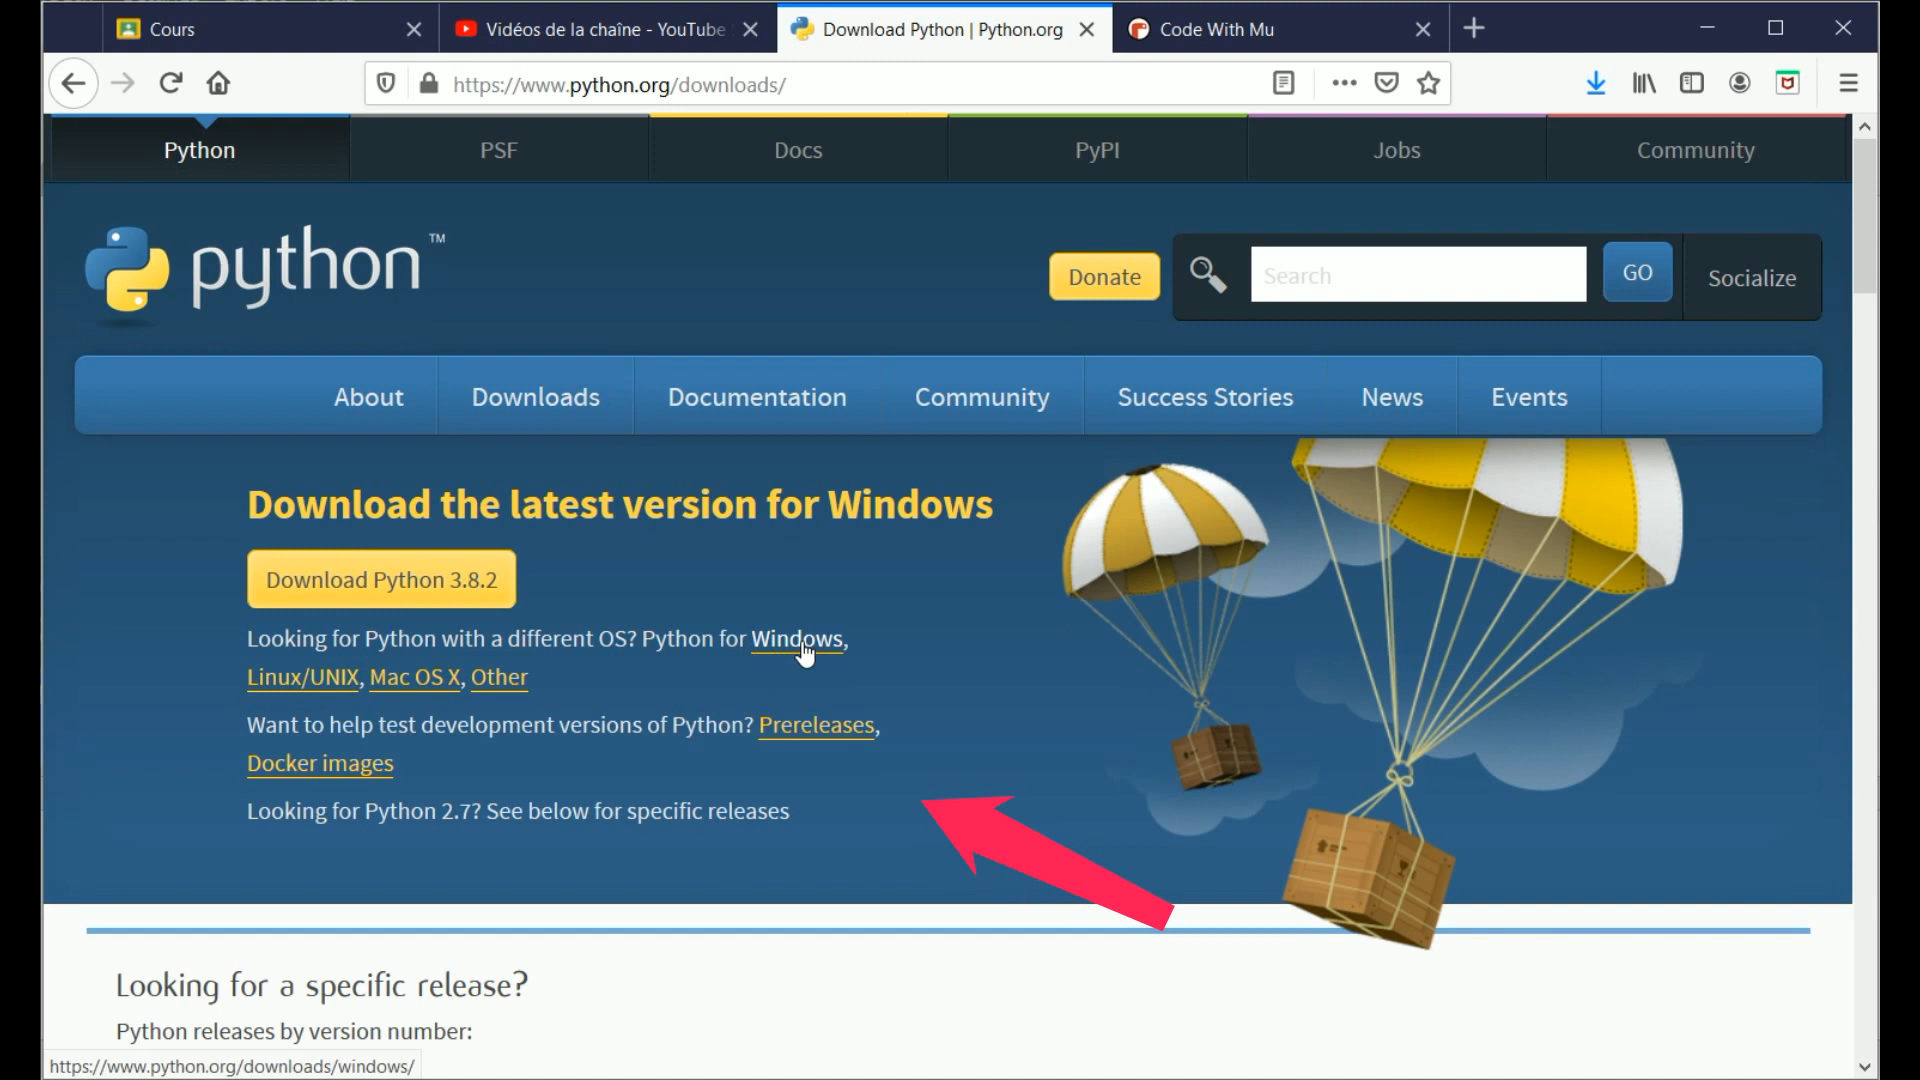 Cours
Vidéos de la chaîne - YouTube
Download Python | Python.org
Code With Mu
https://www.python.org/downloads/
Python
PSF
Docs
PyPI
Jobs
Community
python™
Donate
Search
GO
Socialize
About
Downloads
Documentation
Community
Success Stories
News
Events
Download the latest version for Windows
Download Python 3.8.2
Looking for Python with a different OS? Python for Windows,
Linux/UNIX, Mac OS X, Other
Want to help test development versions of Python? Prereleases,
Docker images
Looking for Python 2.7? See below for specific releases
Looking for a specific release?
Python releases by version number:
https://www.python.org/downloads/windows/